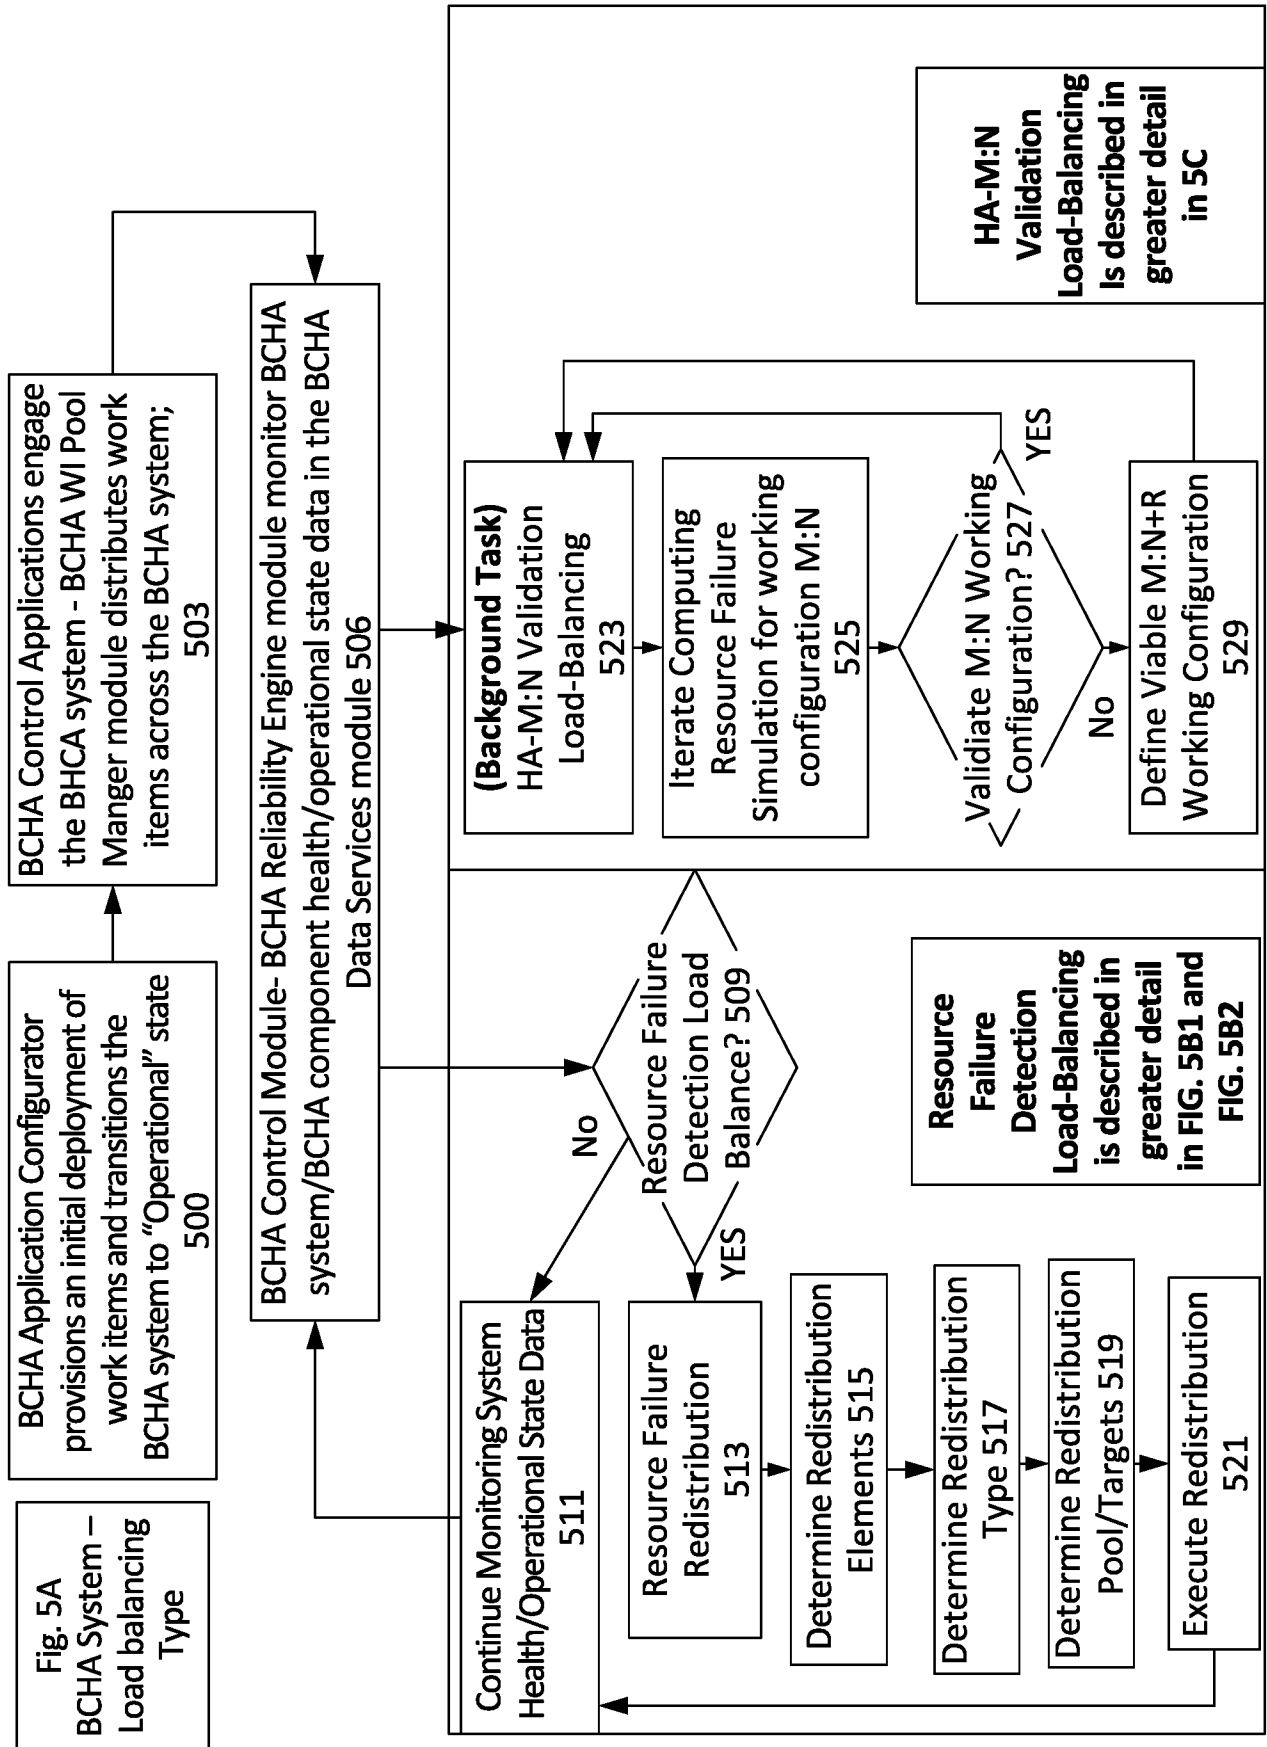 Fig. 5A
BCHA System –
Load balancing
Type
BCHA Application Configurator
provisions an initial deployment of
work items and transitions the
BCHA system to “Operational” state
500
BCHA Control Applications engage
the BHCA system - BCHA WI Pool
Manger module distributes work
items across the BCHA system;
503
BCHA Control Module- BCHA Reliability Engine module monitor BCHA
system/BCHA component health/operational state data in the BCHA
Data Services module 506
Continue Monitoring System
Health/Operational State Data
511
No
Resource Failure
Detection Load
Balance? 509
YES
Resource Failure
Redistribution
513
Determine Redistribution
Elements 515
Determine Redistribution
Type 517
Determine Redistribution
Pool/Targets 519
Execute Redistribution
521
Resource
Failure
Detection
Load-Balancing
is described in
greater detail
in FIG. 5B1 and
FIG. 5B2
(Background Task)
HA-M:N Validation
Load-Balancing
523
Iterate Computing
Resource Failure
Simulation for working
configuration M:N
525
Validiate M:N Working
Configuration? 527
YES
No
Define Viable M:N+R
Working Configuration
529
HA-M:N
Validation
Load-Balancing
Is described in
greater detail
in 5C